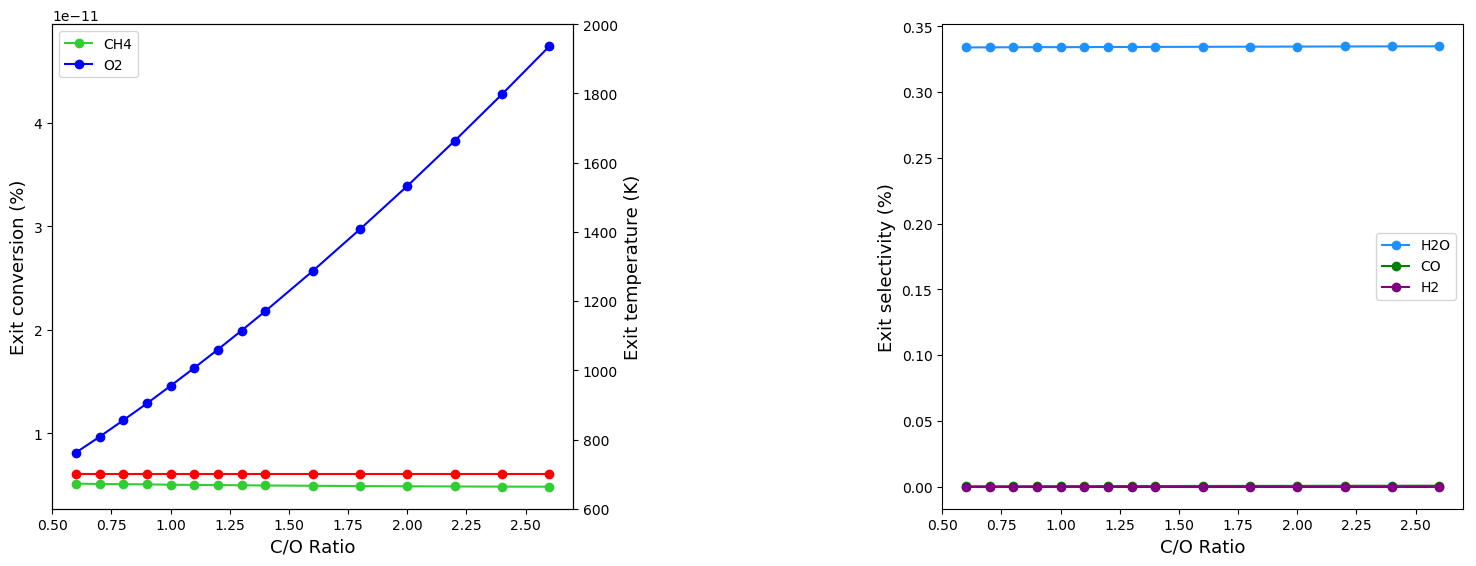 1e−11
CH4
O2
4
3
2
1
Exit conversion (%)
2000
1800
1600
1400
1200
1000
800
600
Exit temperature (K)
0.50 0.75 1.00 1.25 1.50 1.75 2.00 2.25 2.50
C/O Ratio
0.35
0.30
0.25
0.20
0.15
0.10
0.05
0.00
Exit selectivity (%)
H2O
CO
H2
0.50 0.75 1.00 1.25 1.50 1.75 2.00 2.25 2.50
C/O Ratio